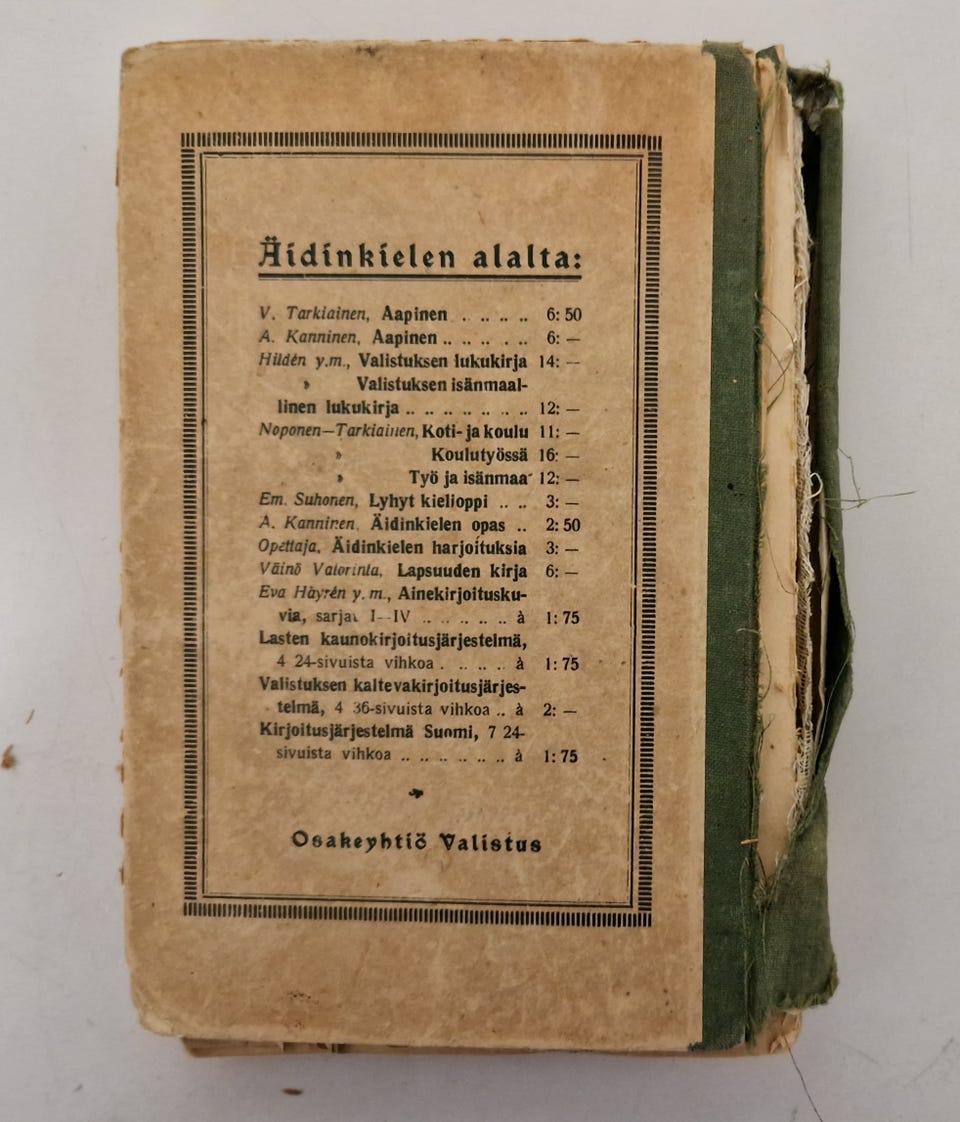 Äidinkielen alalta:
V. Tarkiainen, Aapinen . .. .. .. .. 6: 50
A. Kanninen, Aapinen .. .. .. . .. 6: —
Hildén y.m., Valistuksen lukukirja 14: —
» Valistuksen isänmaal-
linen lukukirja .. .. .. .. .. .. .. .. 12: —
Noponen—Tarkiainen, Koti- ja koulu 11: —
» Koulutyössä 16: —
» Työ ja isänmaa 12: —
Em. Suhonen, Lyhyt kielioppi .. .. 3: —
A. Kanninen, Äidinkielen opas .. 2: 50
Opettaja, Äidinkielen harjoituksia 3: —
Väinö Valorinta, Lapsuuden kirja 6: —
Eva Häyrén y. m., Ainekirjoitusku-
via, sarjat I—IV .. .. .. .. .. à 1: 75
Lasten kaunokirjoitusjärjestelmä,
4 24-sivuista vihkoa . .. .. .. à 1: 75
Valistuksen kaltevakirjoitusjärjes-
telmä, 4 36-sivuista vihkoa .. à 2: —
Kirjoitusjärjestelmä Suomi, 7 24-
sivuista vihkoa .. .. .. .. .. .. à 1: 75
Osakeyhtiö Valistus